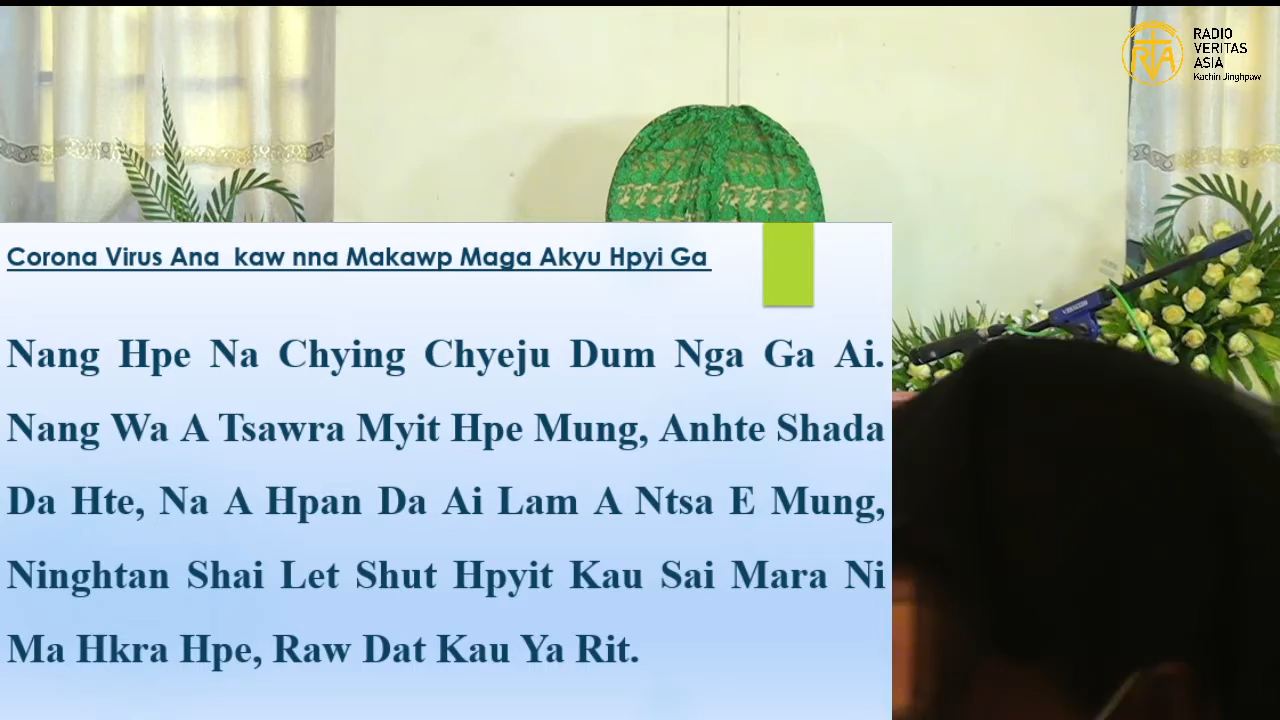 RADIO
VERITAS
ASIA
Kachin Jinghpaw
Corona Virus Ana kaw nna Makawp Maga Akyu Hpyi Ga
Nang Hpe Na Chying Chyeju Dum Nga Ga Ai.
Nang Wa A Tsawra Myit Hpe Mung, Anhte Shada
Da Hte, Na A Hpan Da Ai Lam A Ntsa E Mung,
Ninghtan Shai Let Shut Hpyit Kau Sai Mara Ni
Ma Hkra Hpe, Raw Dat Kau Ya Rit.